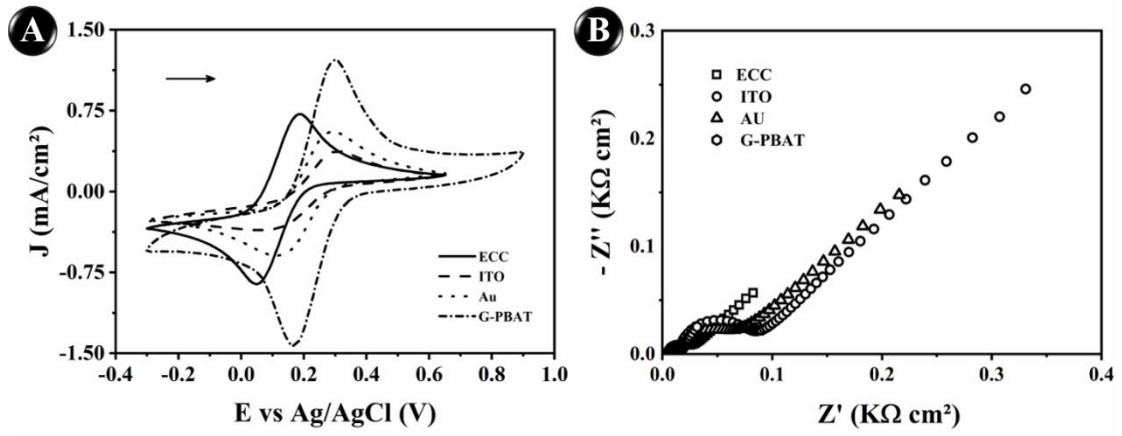 A
1.50
0.75
0.00
-0.75
-1.50
J (mA/cm²)
ECC
ITO
Au
G-PBAT
-0.4 -0.2 0.0 0.2 0.4 0.6 0.8 1.0
E vs Ag/AgCl (V)
B
0.3
0.2
0.1
0.0
- Z'' (KΩ cm²)
ECC
ITO
AU
G-PBAT
0.0 0.1 0.2 0.3 0.4
Z' (KΩ cm²)